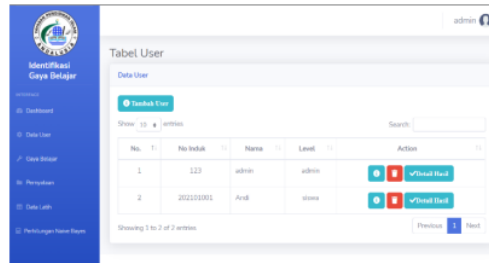 admin
Identifikasi
Gaya Belajar
Tabel User
Data User
INTERFACE
Dashboard
Tambah User
Show 10 entries
Search:
Data User
No. No Induk Nama Level Action
Gaya Belajar
1 123 admin admin Detail Hasil
Pernyataan
2 202101001 Andi siswa Detail Hasil
Data Latih
Showing 1 to 2 of 2 entries
Previous 1 Next
Perhitungan Naive Bayes